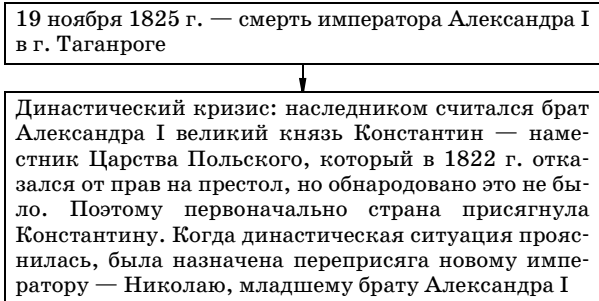 19 ноября 1825 г. — смерть императора Александра I
в г. Таганроге
Династический кризис: наследником считался брат
Александра I великий князь Константин — наме-
стник Царства Польского, который в 1822 г. отка-
зался от прав на престол, но обнародовано это не бы-
ло. Поэтому первоначально страна присягнула
Константину. Когда династическая ситуация прояс-
нилась, была назначена переприсяга новому импе-
ратору — Николаю, младшему брату Александра I